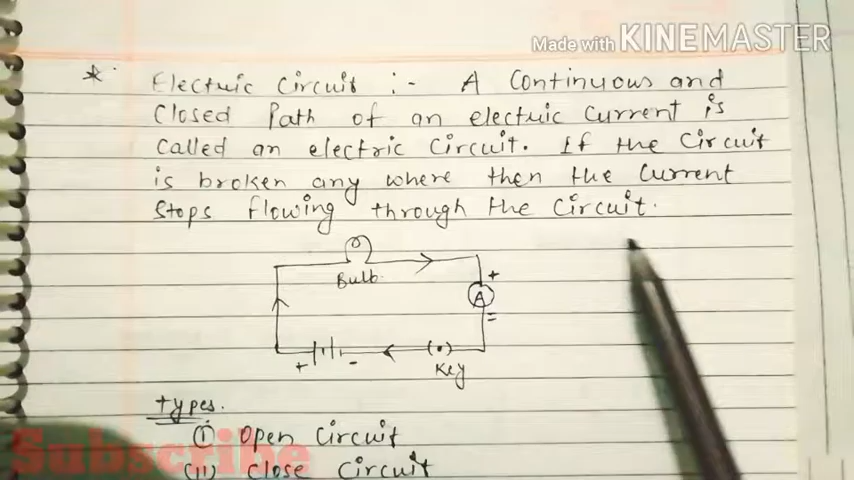 Made with KINEMASTER
* Electric Circuit :- A Continuous and
Closed Path of an electric Current is
Called an electric Circuit. If the Circuit
is broken any where then the Current
Stops flowing through the Circuit.
Bulb
+
A
=
+ -
(•)
Key
Types.
(i) Open Circuit
(ii) Close Circuit
Subscribe